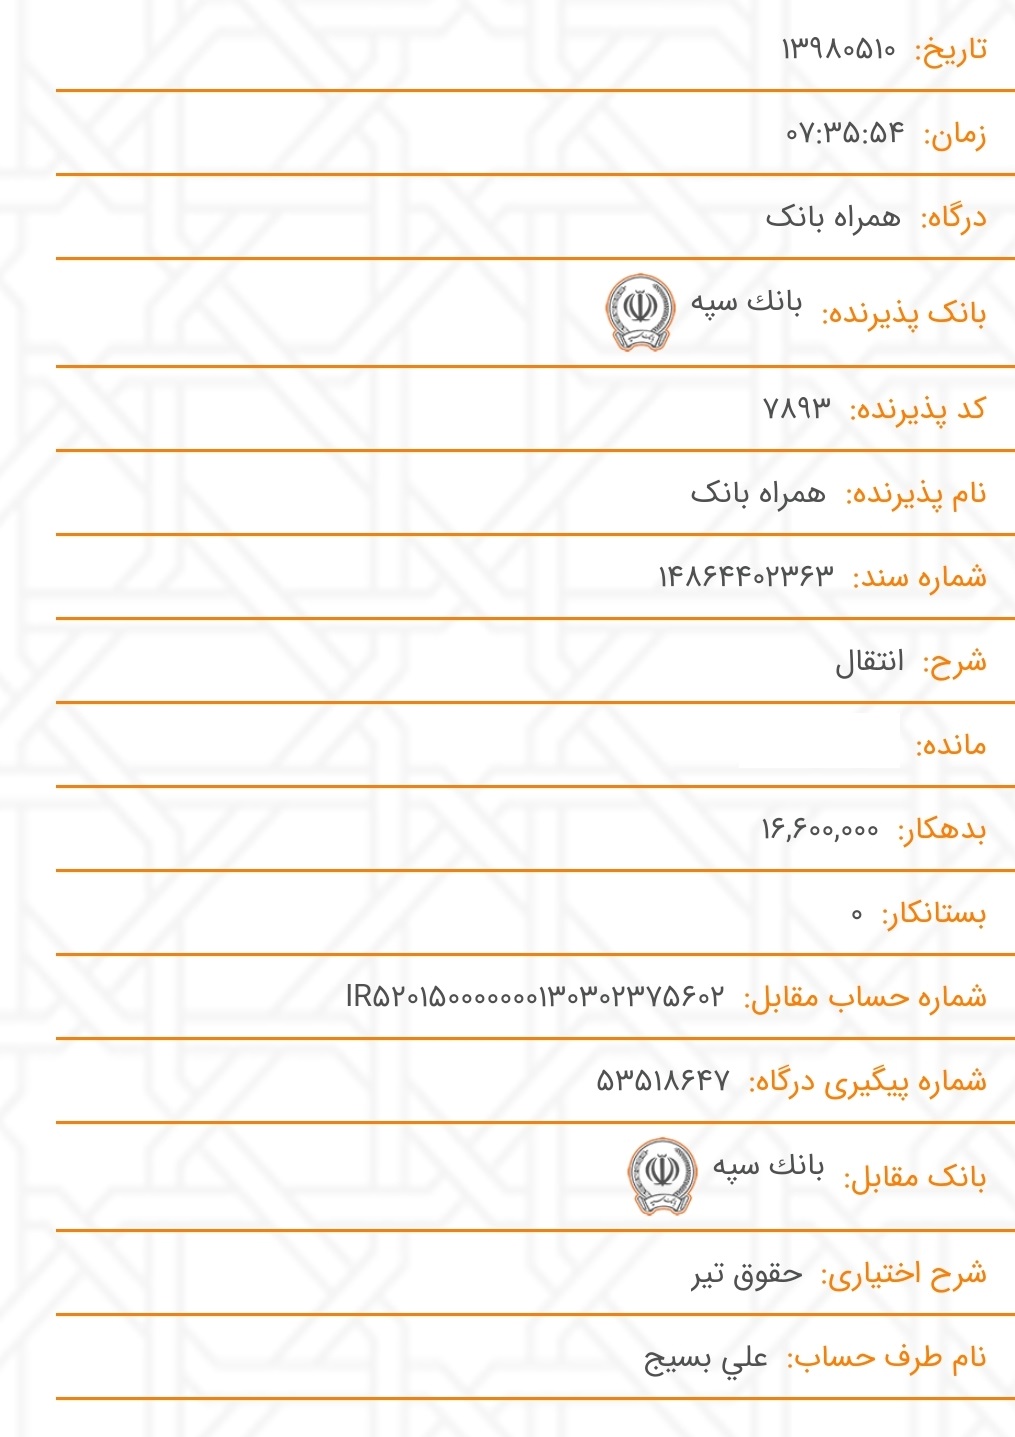 تاریخ: ۱۳۹۸۰۵۱۰
زمان: ۰۷:۳۵:۵۴
درگاه: همراه بانک
بانک پذیرنده: بانك سپه
کد پذیرنده: ۷۸۹۳
نام پذیرنده: همراه بانک
شماره سند: ۱۴۸۶۴۴۰۲۳۶۳
شرح: انتقال
مانده:
بدهکار: ۱۶,۶۰۰,۰۰۰
بستانکار: ۰
شماره حساب مقابل: IR۵۲۰۱۵۰۰۰۰۰۰۰۱۳۰۳۰۲۳۷۵۶۰۲
شماره پیگیری درگاه: ۵۳۵۱۸۶۴۷
بانک مقابل: بانك سپه
شرح اختیاری: حقوق تیر
نام طرف حساب: علي بسيج